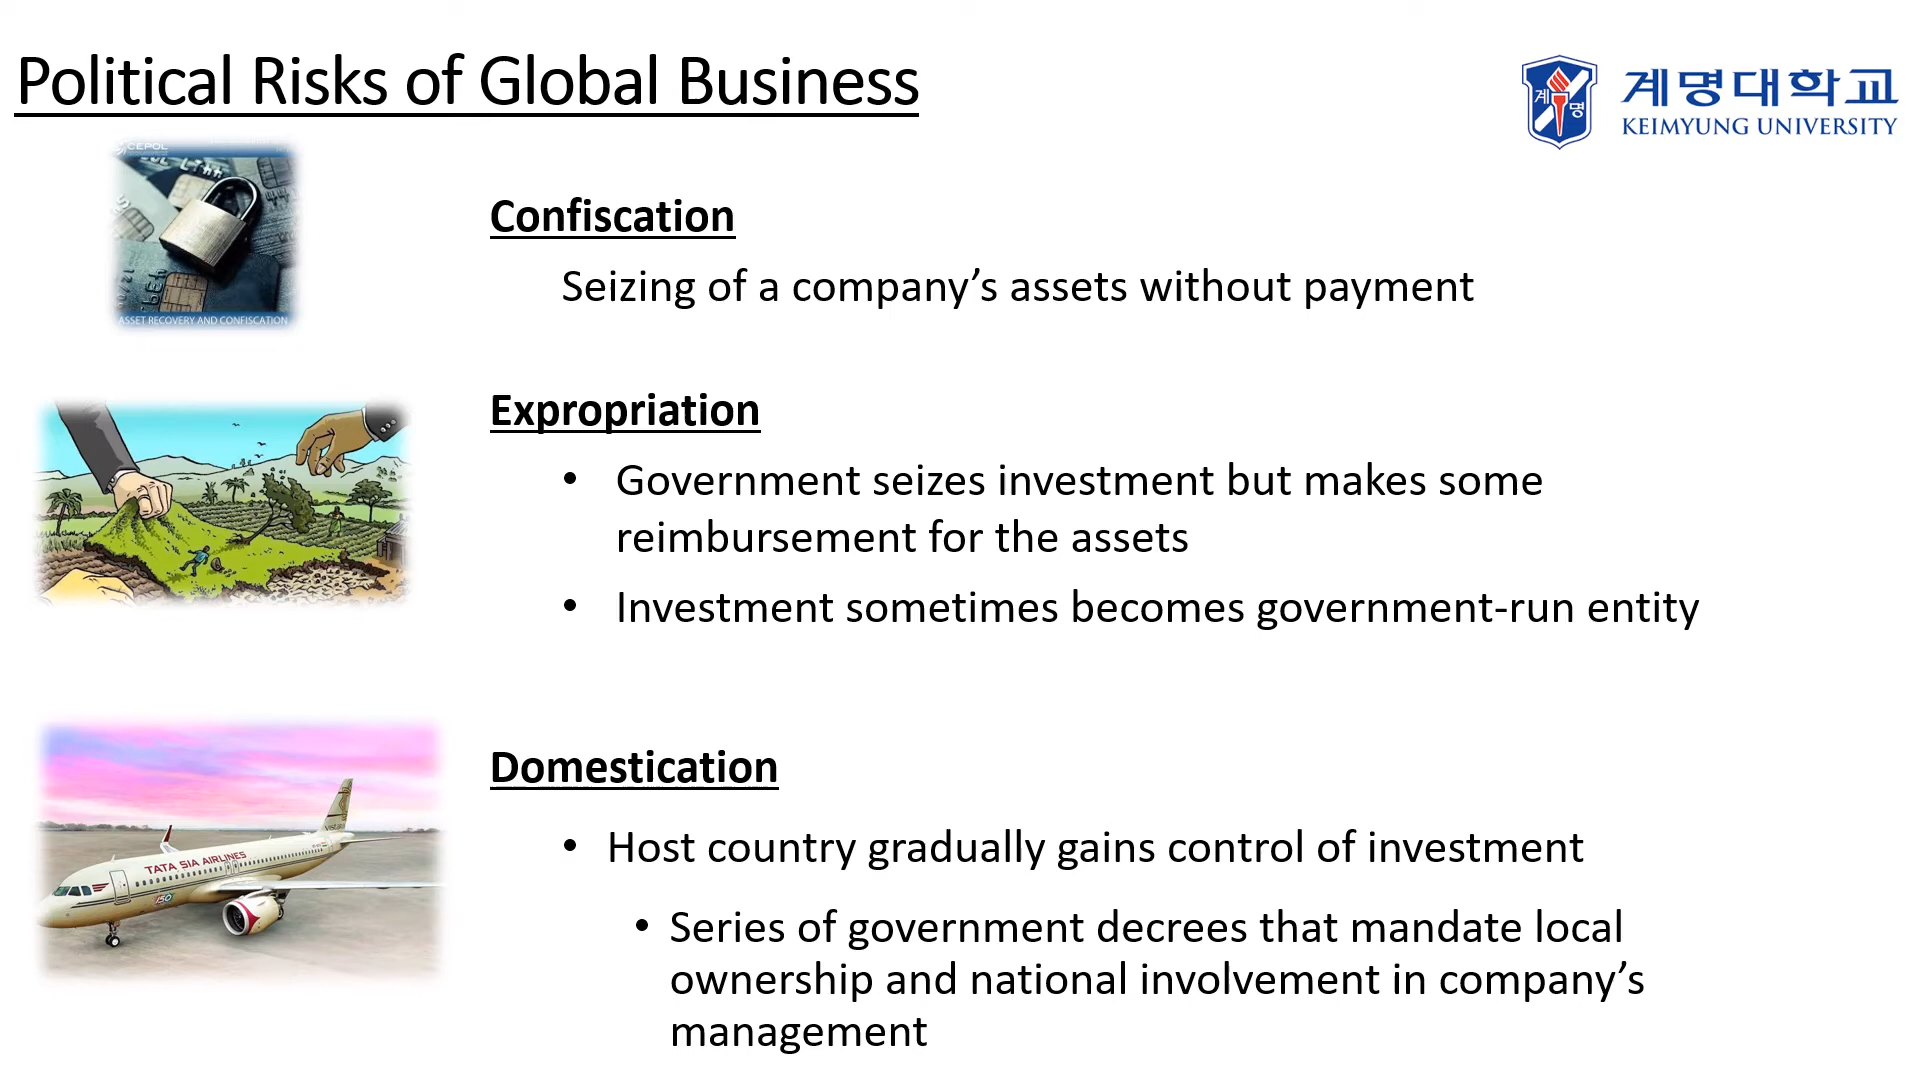 Political Risks of Global Business
계명
계명대학교
KEIMYUNG UNIVERSITY
CEPOL
ASSET RECOVERY AND CONFISCATION
Confiscation
Seizing of a company’s assets without payment
Expropriation
• Government seizes investment but makes some
reimbursement for the assets
• Investment sometimes becomes government-run entity
TATA SIA AIRLINES
Domestication
• Host country gradually gains control of investment
• Series of government decrees that mandate local
ownership and national involvement in company’s
management